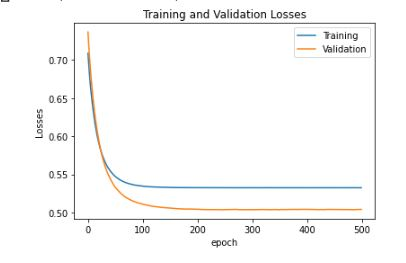 Training and Validation Losses
Training
Validation
0.70
0.65
0.60
0.55
0.50
Losses
0
100
200
300
400
500
epoch